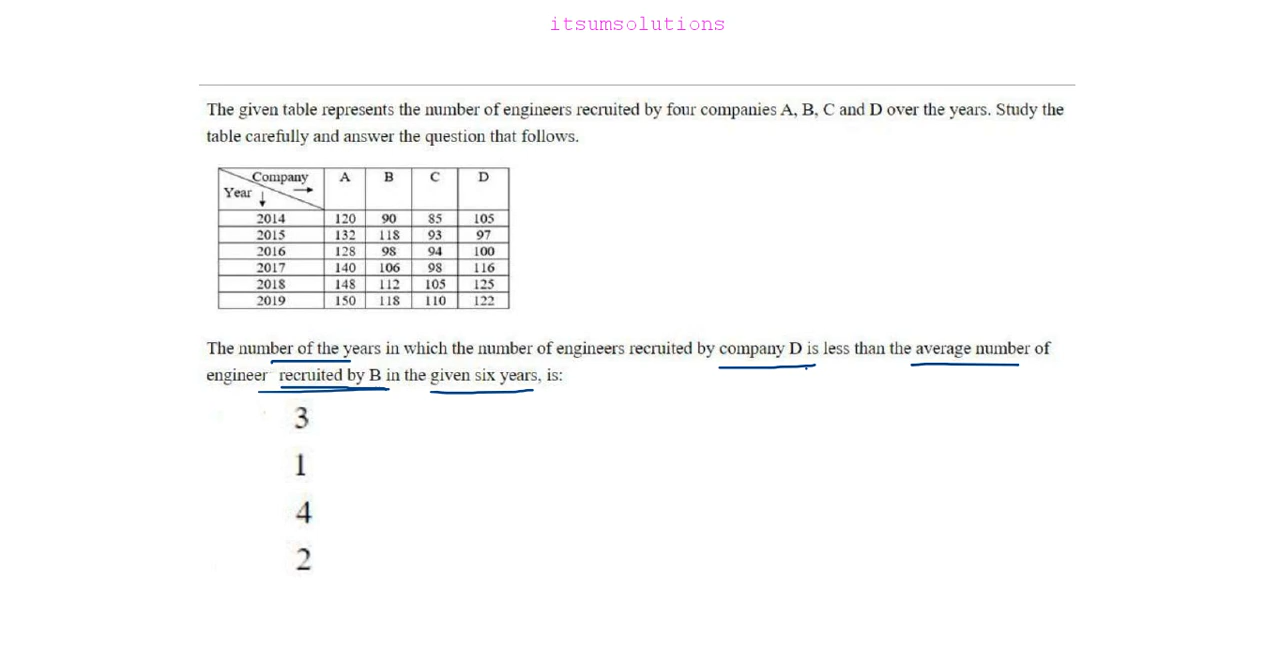 itsumsolutions
The given table represents the number of engineers recruited by four companies A, B, C and D over the years. Study the
table carefully and answer the question that follows.
Company A B C D
Year
2014 120 90 85 105
2015 132 118 93 97
2016 128 98 94 100
2017 140 106 98 116
2018 148 112 105 125
2019 150 118 110 122
The number of the years in which the number of engineers recruited by company D is less than the average number of
engineer recruited by B in the given six years, is:
3
1
4
2